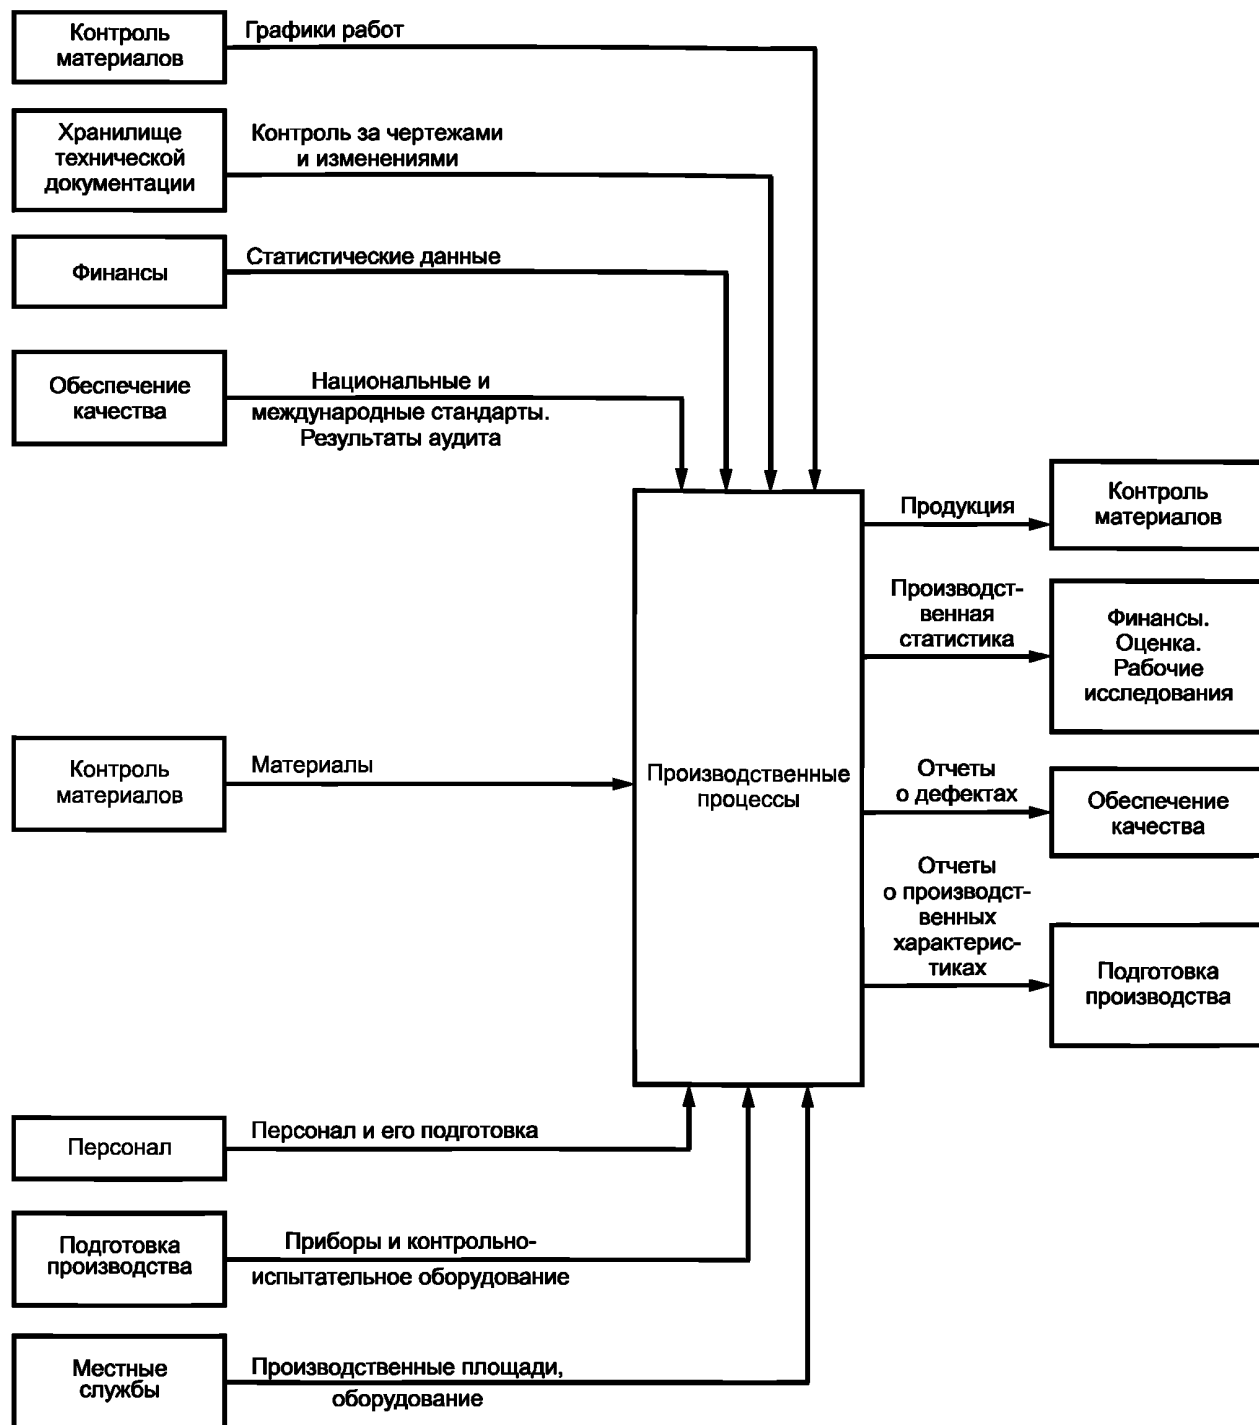 Контроль
материалов
Графики работ
Хранилище
технической
документации
Контроль за чертежами
и изменениями
Финансы
Статистические данные
Обеспечение
качества
Национальные и
международные стандарты.
Результаты аудита
Продукция
Контроль
материалов
Производст-
венная
статистика
Финансы.
Оценка.
Рабочие
исследования
Контроль
материалов
Материалы
Производственные
процессы
Отчеты
о дефектах
Обеспечение
качества
Отчеты
о производст-
венных
характерис-
тиках
Подготовка
производства
Персонал
Персонал и его подготовка
Подготовка
производства
Приборы и контрольно-
испытательное оборудование
Местные
службы
Производственные площади,
оборудование